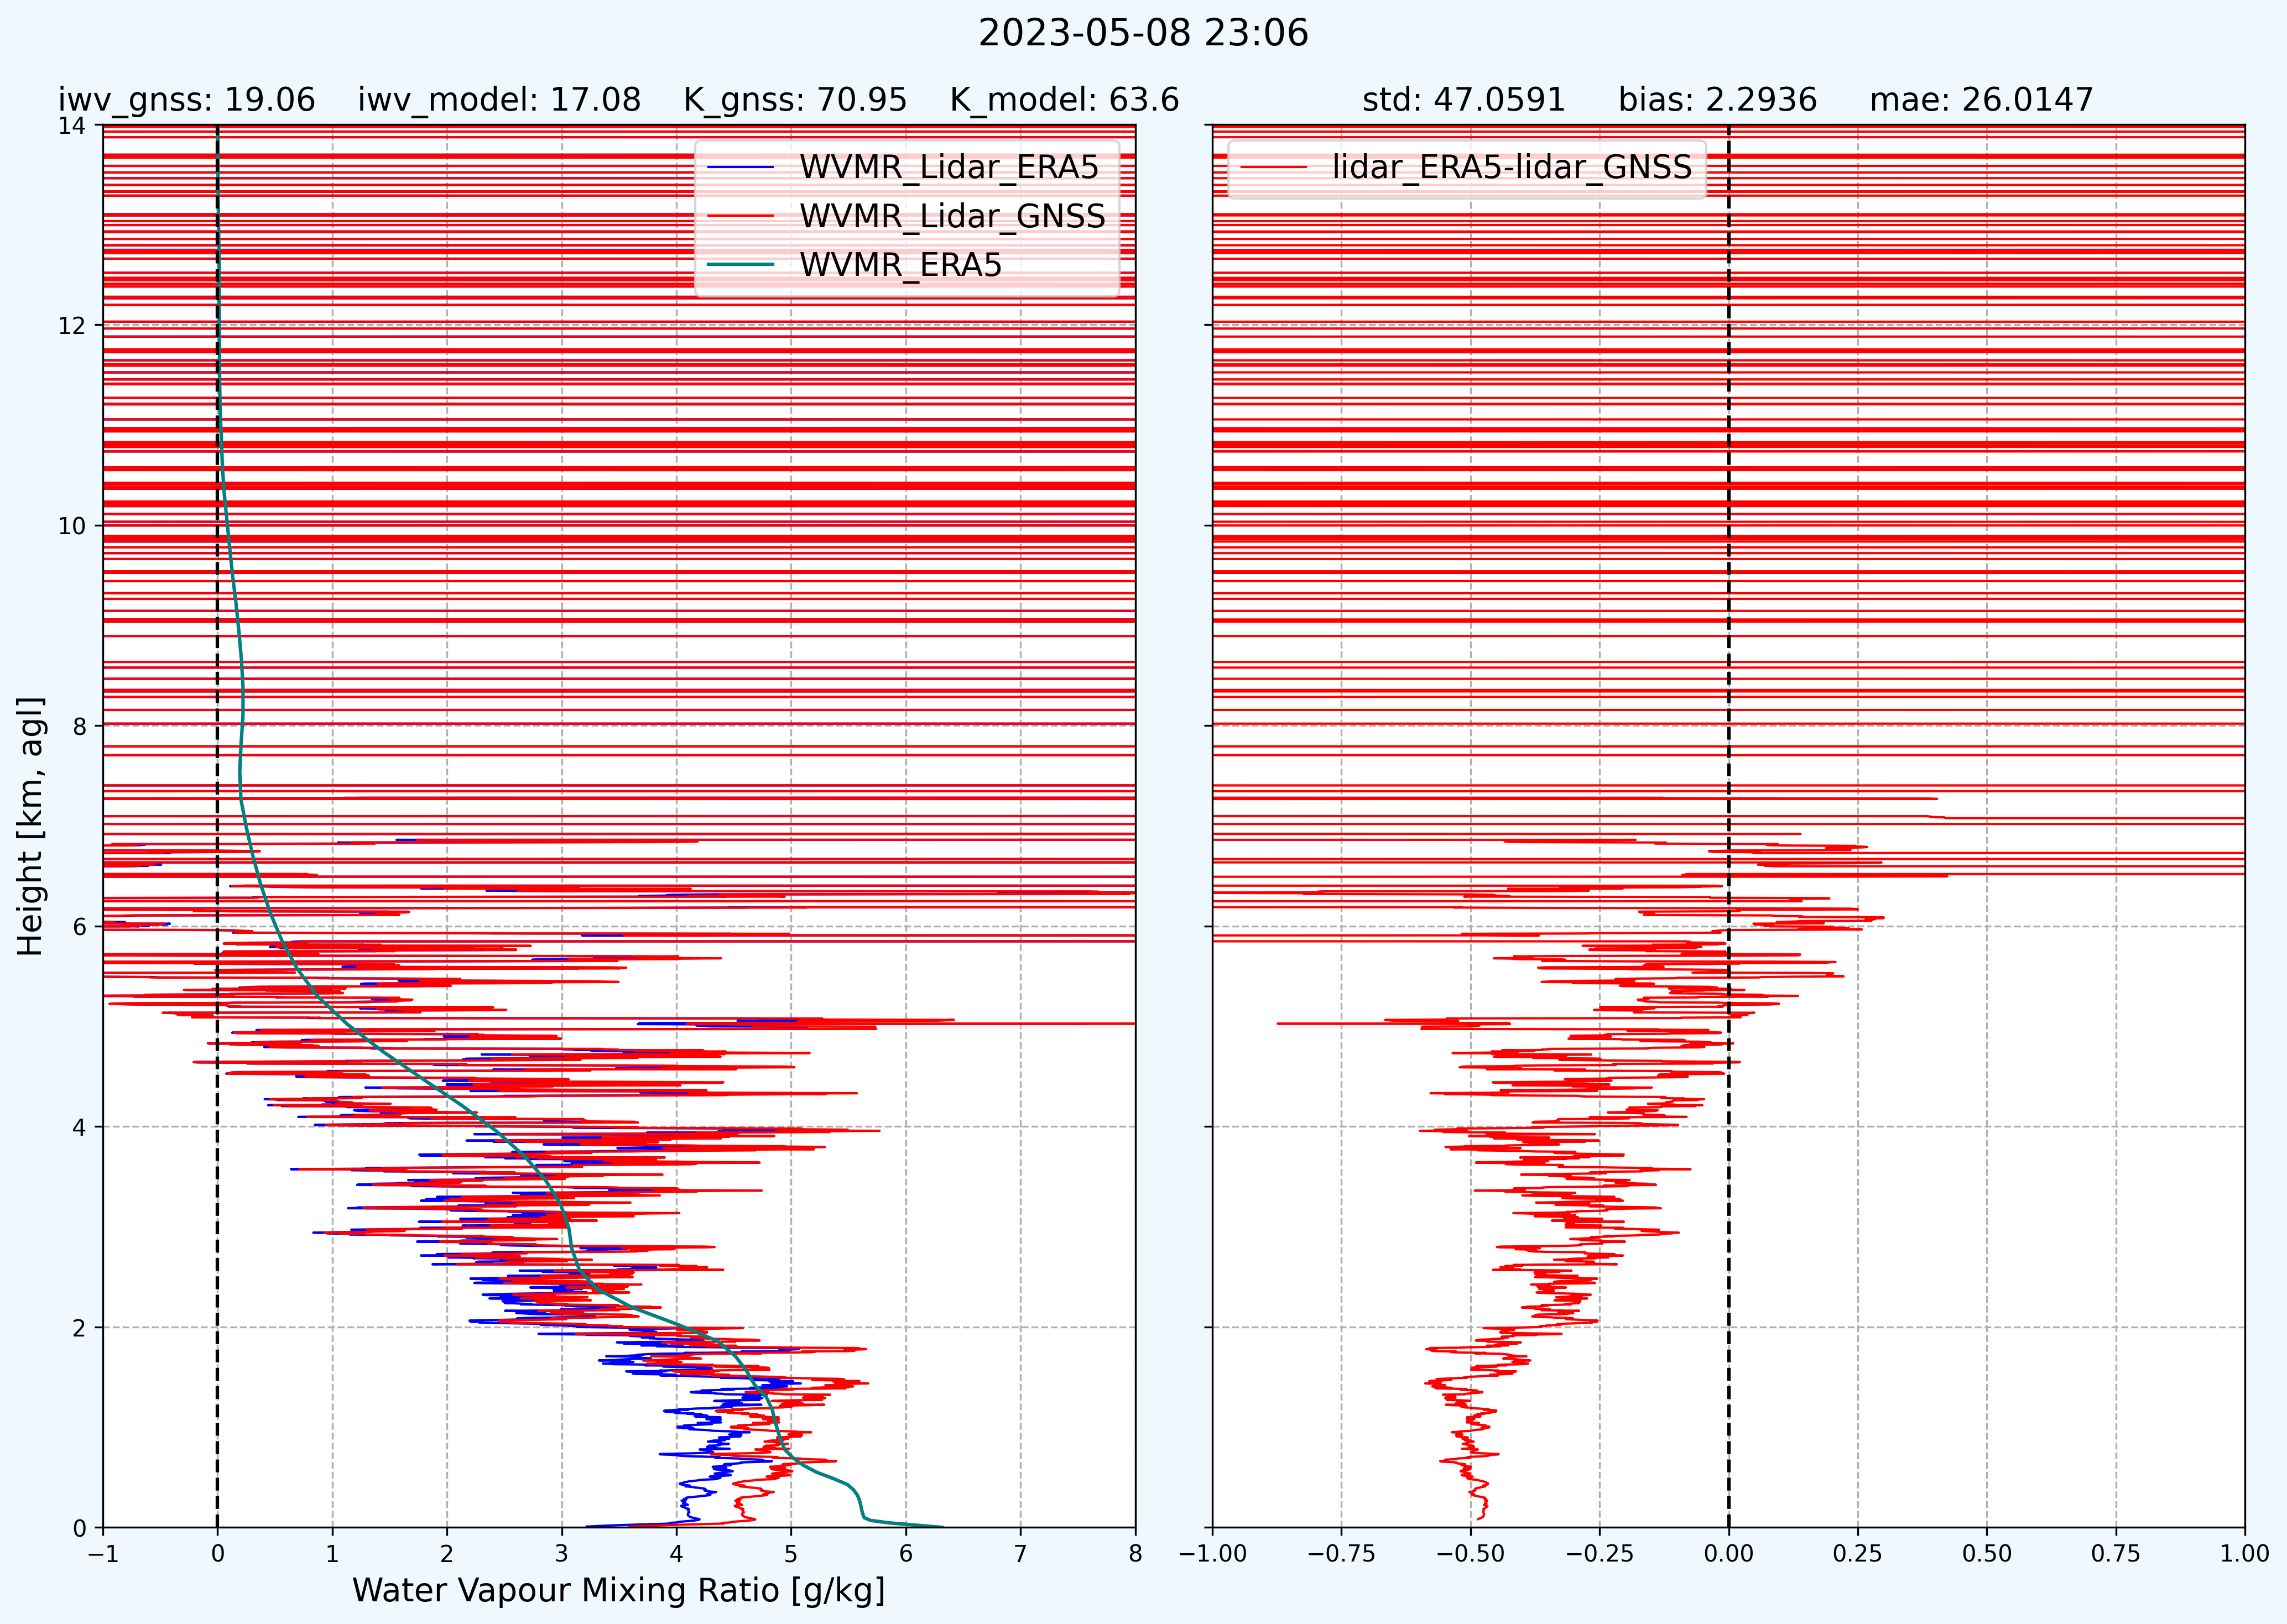 2023-05-08 23:06
iwv_gnss: 19.06 iwv_model: 17.08 K_gnss: 70.95 K_model: 63.6
std: 47.0591 bias: 2.2936 mae: 26.0147
WVMR_Lidar_ERA5
WVMR_Lidar_GNSS
WVMR_ERA5
lidar_ERA5-lidar_GNSS
14
12
10
8
6
4
2
0
Height [km, agl]
−1 0 1 2 3 4 5 6 7 8
Water Vapour Mixing Ratio [g/kg]
−1.00 −0.75 −0.50 −0.25 0.00 0.25 0.50 0.75 1.00